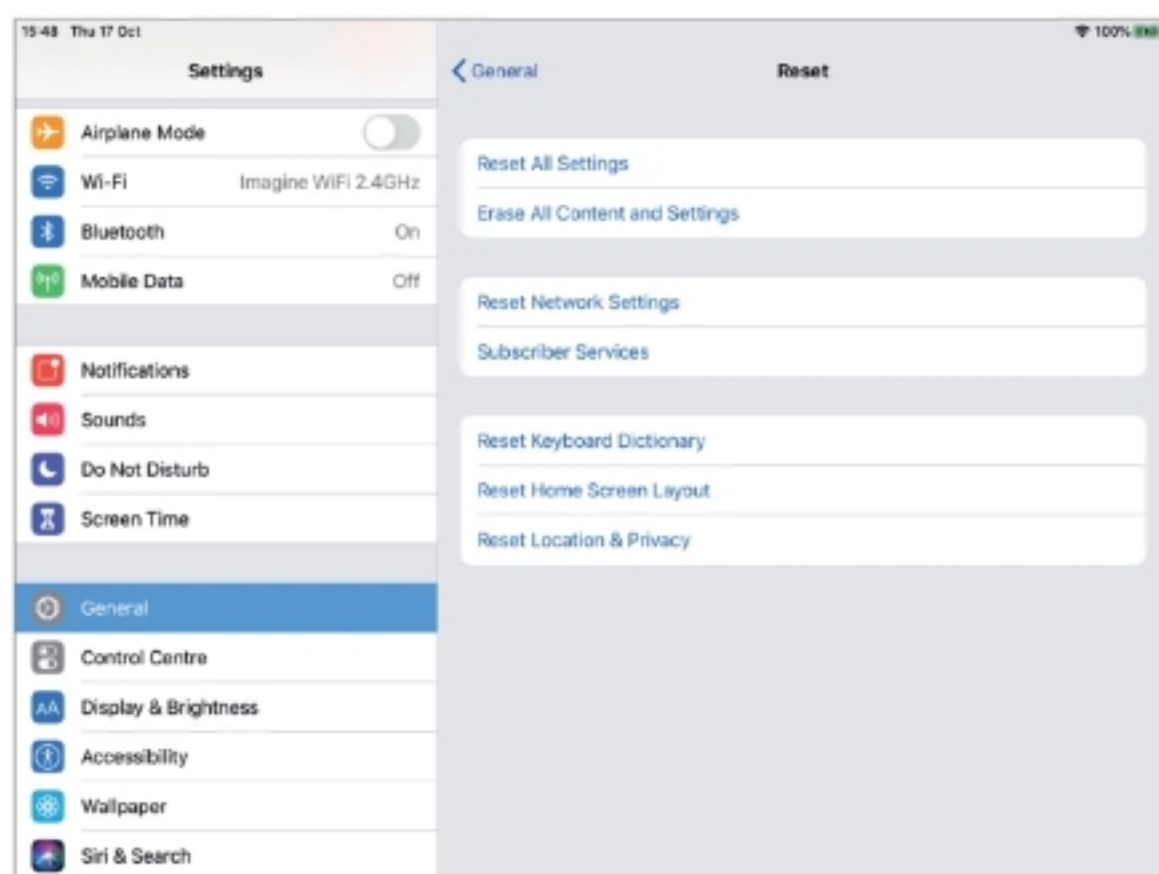 15:48 Thu 17 Oct
100%
Settings
General
Reset
Airplane Mode
Wi-Fi
Imagine WiFi 2.4GHz
Bluetooth
On
Mobile Data
Off
Notifications
Sounds
Do Not Disturb
Screen Time
General
Control Centre
Display & Brightness
Accessibility
Wallpaper
Siri & Search
Reset All Settings
Erase All Content and Settings
Reset Network Settings
Subscriber Services
Reset Keyboard Dictionary
Reset Home Screen Layout
Reset Location & Privacy